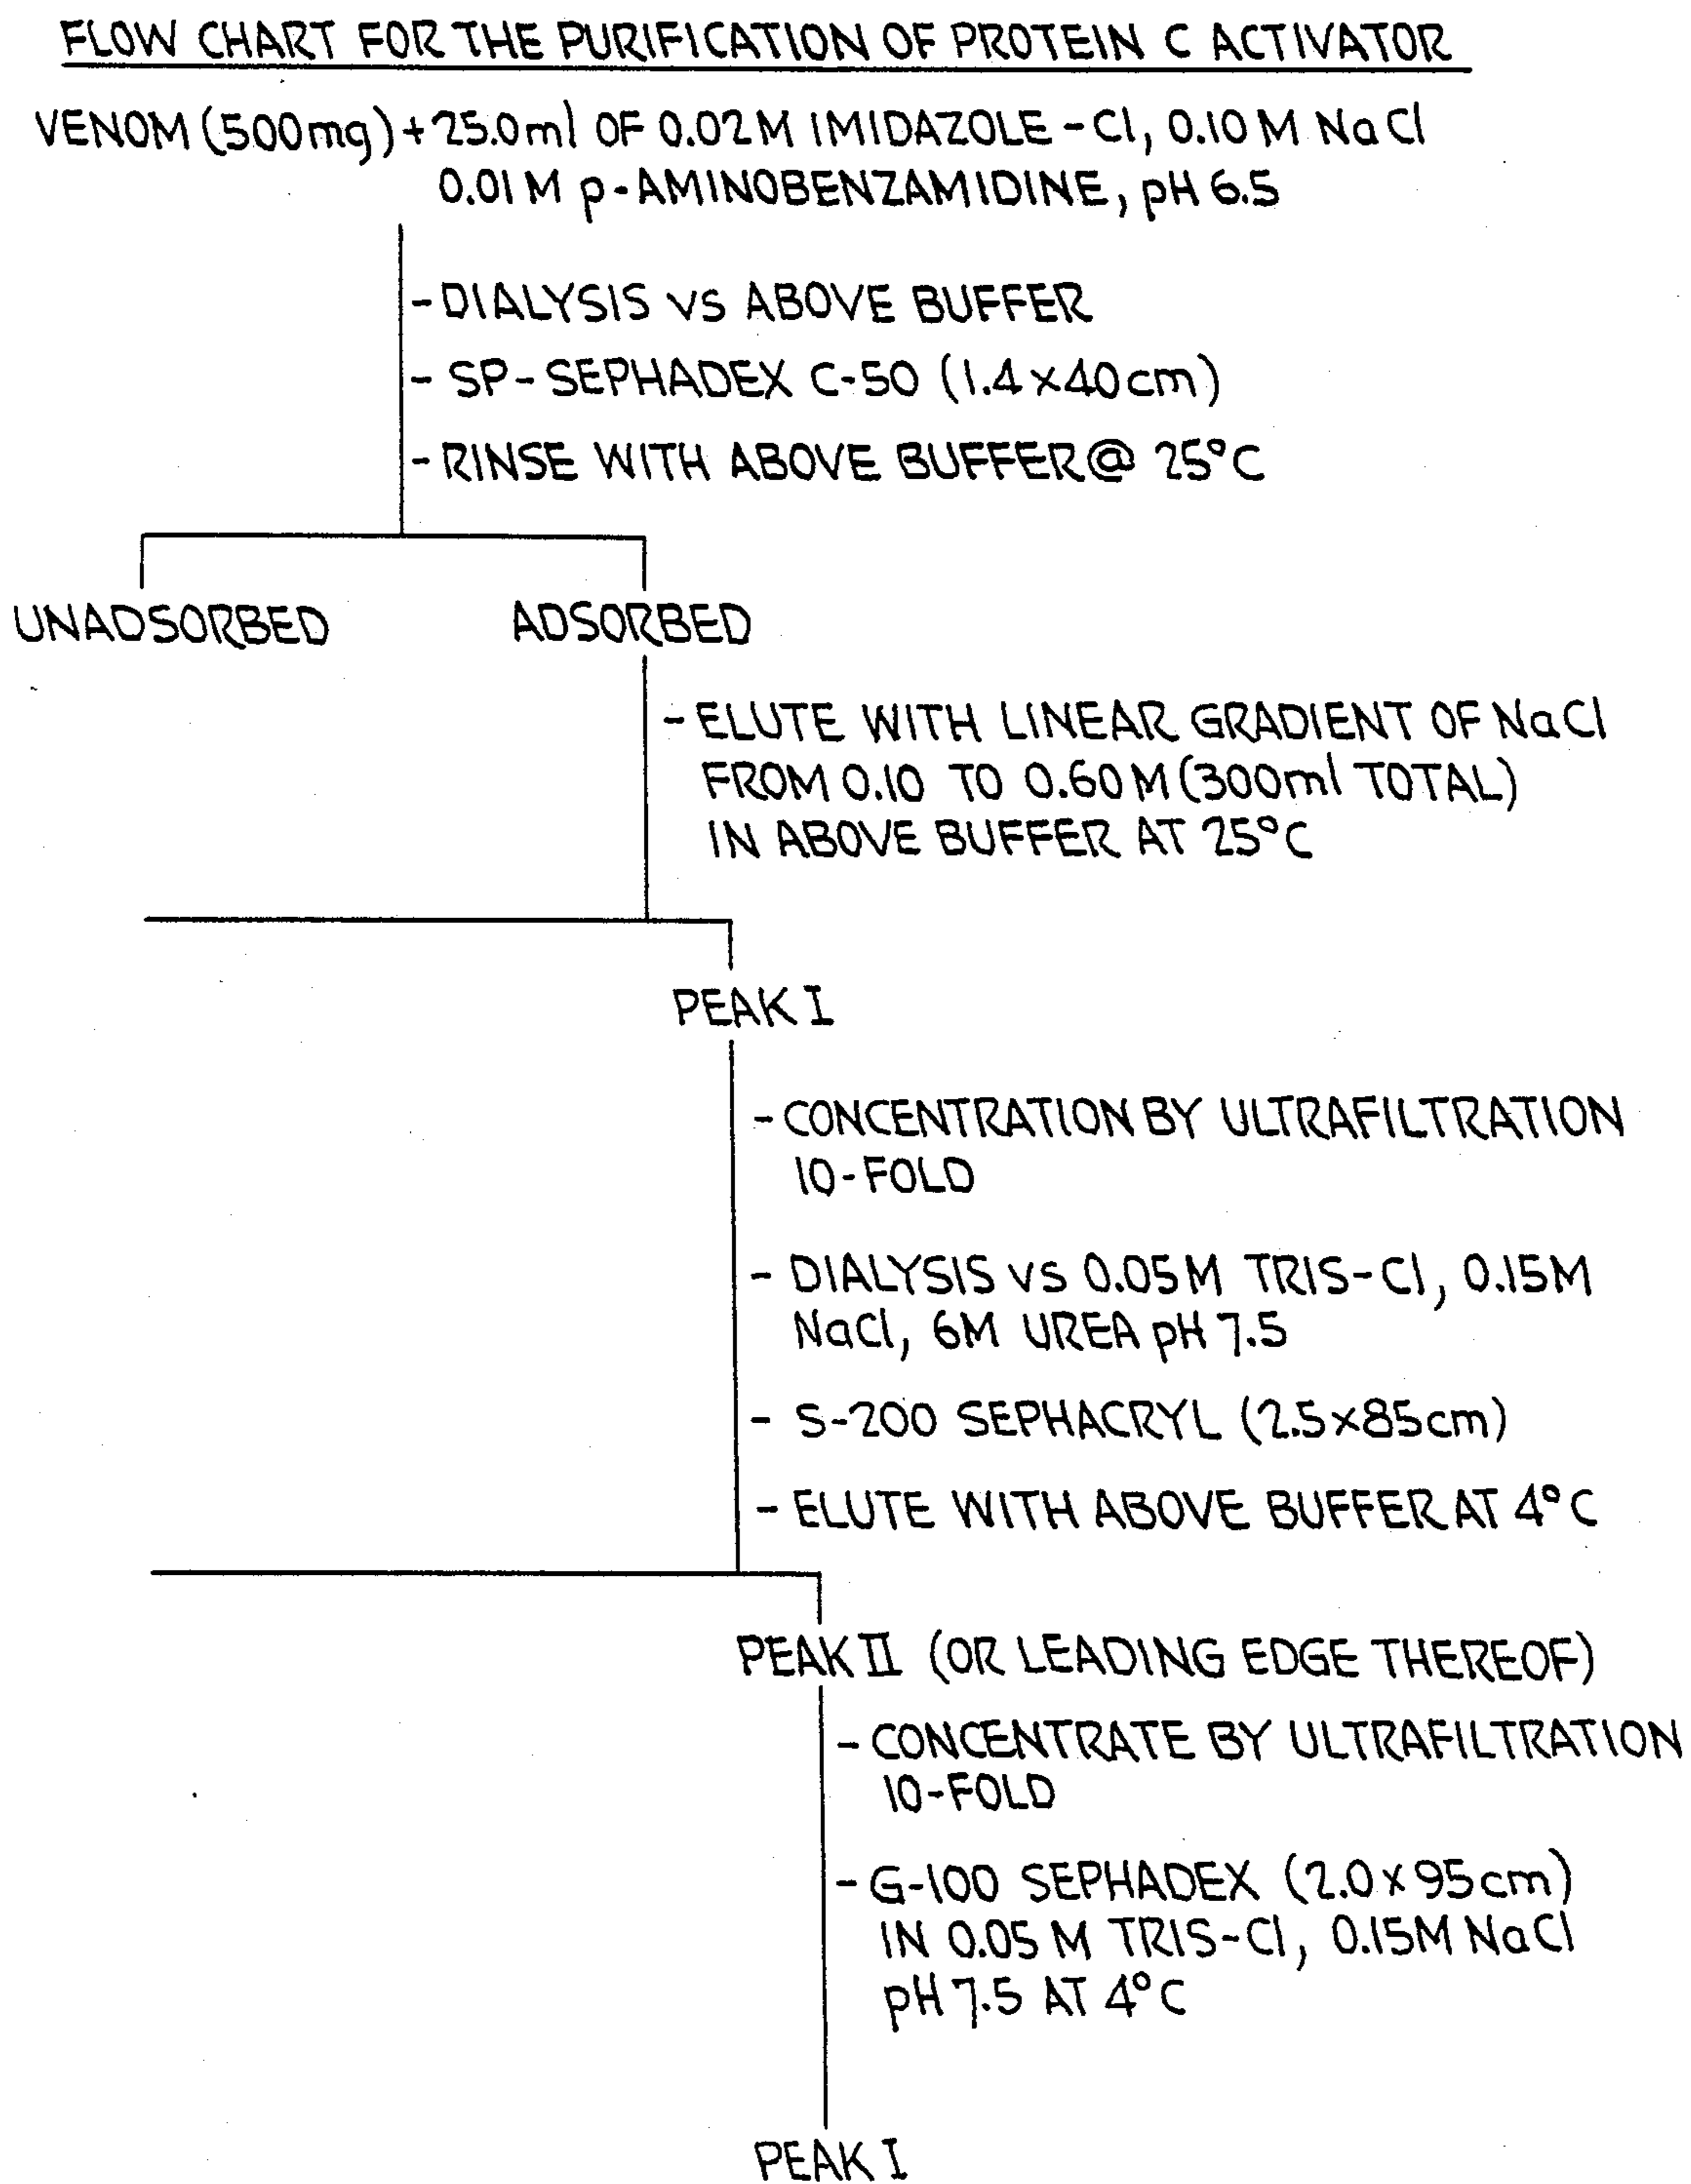 FLOW CHART FOR THE PURIFICATION OF PROTEIN C ACTIVATOR
VENOM (500mg) + 25.0ml OF 0.02M IMIDAZOLE-Cl, 0.10 M NaCl
0.01 M p-AMINOBENZAMIDINE, pH 6.5
- DIALYSIS vs ABOVE BUFFER
- SP-SEPHADEX C-50 (1.4×40cm)
- RINSE WITH ABOVE BUFFER @ 25°C
UNADSORBED ADSORBED
- ELUTE WITH LINEAR GRADIENT OF NaCl
FROM 0.10 TO 0.60 M (300ml TOTAL)
IN ABOVE BUFFER AT 25°C
PEAK I
- CONCENTRATION BY ULTRAFILTRATION
10-FOLD
- DIALYSIS vs 0.05M TRIS-Cl, 0.15M
NaCl, 6M UREA pH 7.5
- S-200 SEPHACRYL (2.5×85cm)
- ELUTE WITH ABOVE BUFFER AT 4°C
PEAK II (OR LEADING EDGE THEREOF)
- CONCENTRATE BY ULTRAFILTRATION
10-FOLD
- G-100 SEPHADEX (2.0×95cm)
IN 0.05 M TRIS-Cl, 0.15M NaCl
pH 7.5 AT 4°C
PEAK I